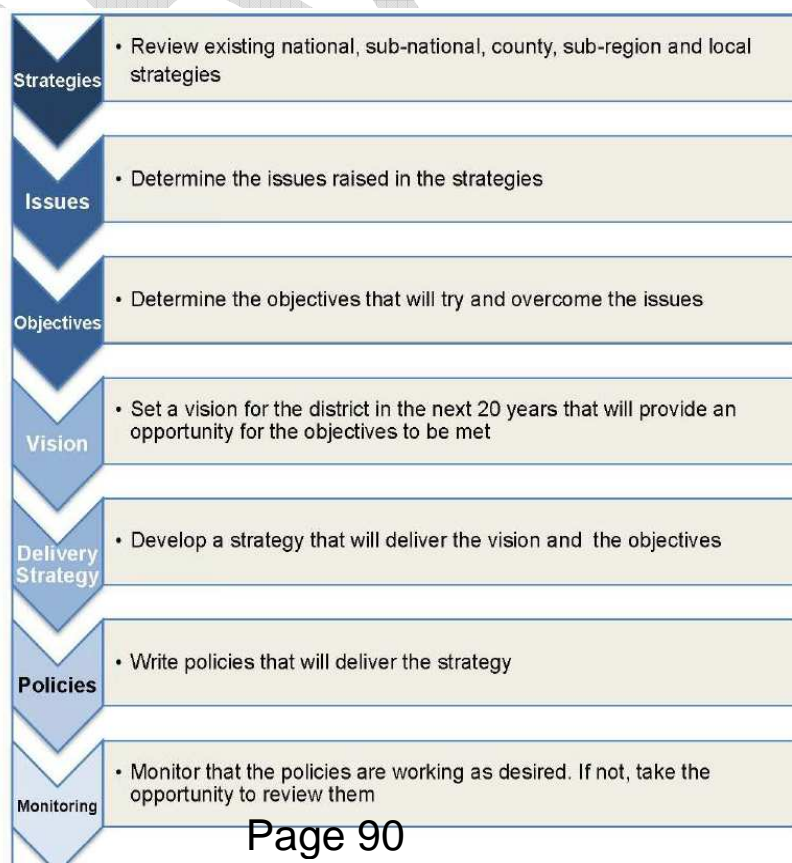 Strategies
• Review existing national, sub-national, county, sub-region and local
strategies
Issues
• Determine the issues raised in the strategies
Objectives
• Determine the objectives that will try and overcome the issues
Vision
• Set a vision for the district in the next 20 years that will provide an
opportunity for the objectives to be met
Delivery
Strategy
• Develop a strategy that will deliver the vision and the objectives
Policies
• Write policies that will deliver the strategy
Monitoring
• Monitor that the policies are working as desired. If not, take the
opportunity to review them
Page 90